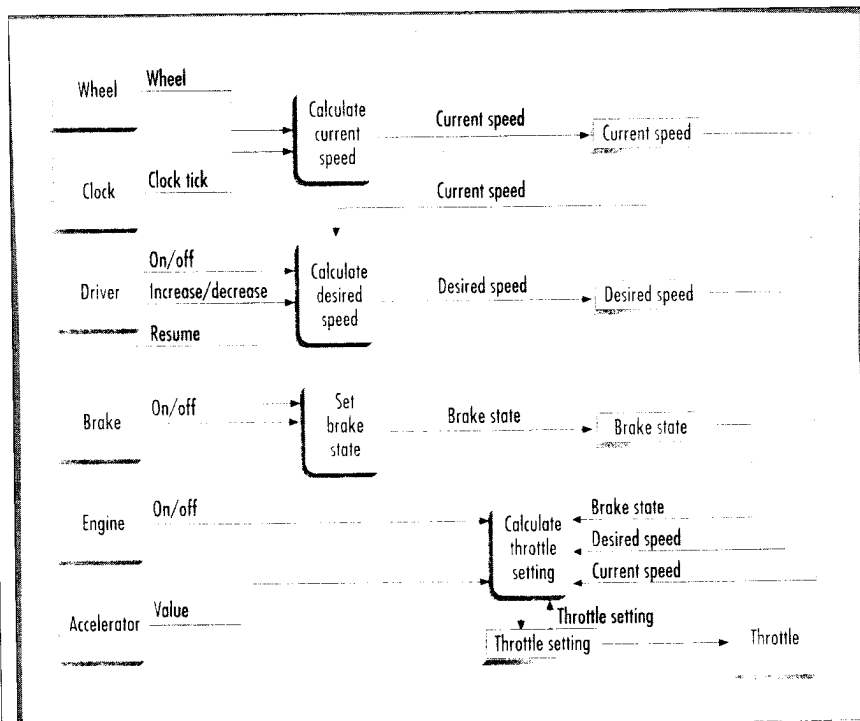 Wheel
Wheel
Calculate
current
speed
Current speed
Current speed
Clock
Clock tick
Current speed
Driver
On/off
Increase/decrease
Resume
Calculate
desired
speed
Desired speed
Desired speed
Brake
On/off
Set
brake
state
Brake state
Brake state
Engine
On/off
Calculate
throttle
setting
Brake state
Desired speed
Current speed
Accelerator
Value
Throttle setting
Throttle setting
Throttle